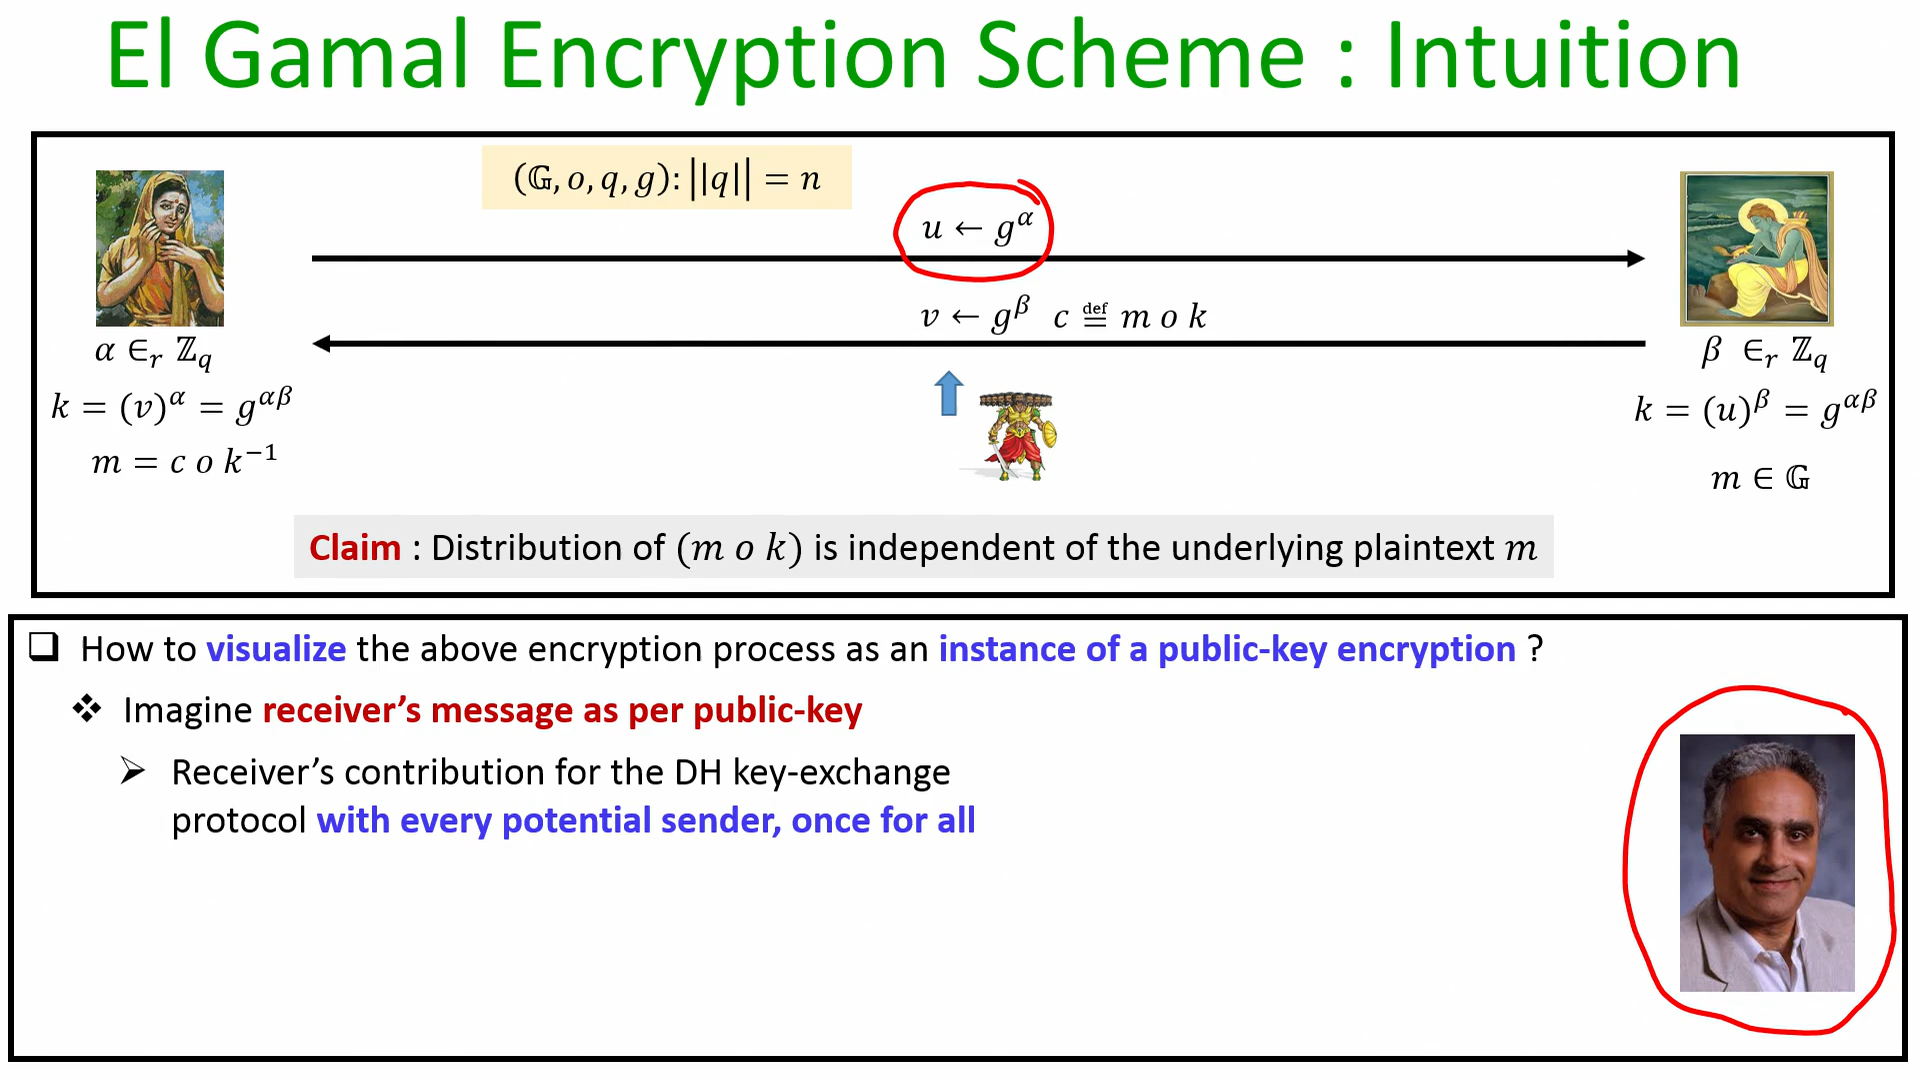 El Gamal Encryption Scheme : Intuition
(𝔾, o, q, g): ||q|| = n
u ← g^α
v ← g^β c ≝ m o k
α ∈_r ℤ_q
k = (v)^α = g^{αβ}
m = c o k^{−1}
β ∈_r ℤ_q
k = (u)^β = g^{αβ}
m ∈ 𝔾
Claim : Distribution of (m o k) is independent of the underlying plaintext m
❑ How to visualize the above encryption process as an instance of a public-key encryption ?
❖ Imagine receiver’s message as per public-key
➢ Receiver’s contribution for the DH key-exchange
protocol with every potential sender, once for all